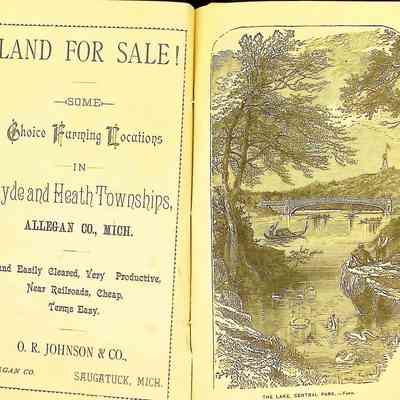 LAND FOR SALE!
SOME
Choice Farming Locations
IN
yde and Heath Townships,
ALLEGAN CO., MICH.
and Easily Cleared, Very Productive,
Near Railroads, Cheap.
Terms Easy.
O. R. JOHNSON & CO.,
EGAN CO.
SAUGATUCK, MICH.
THE LAKE, CENTRAL PARK.